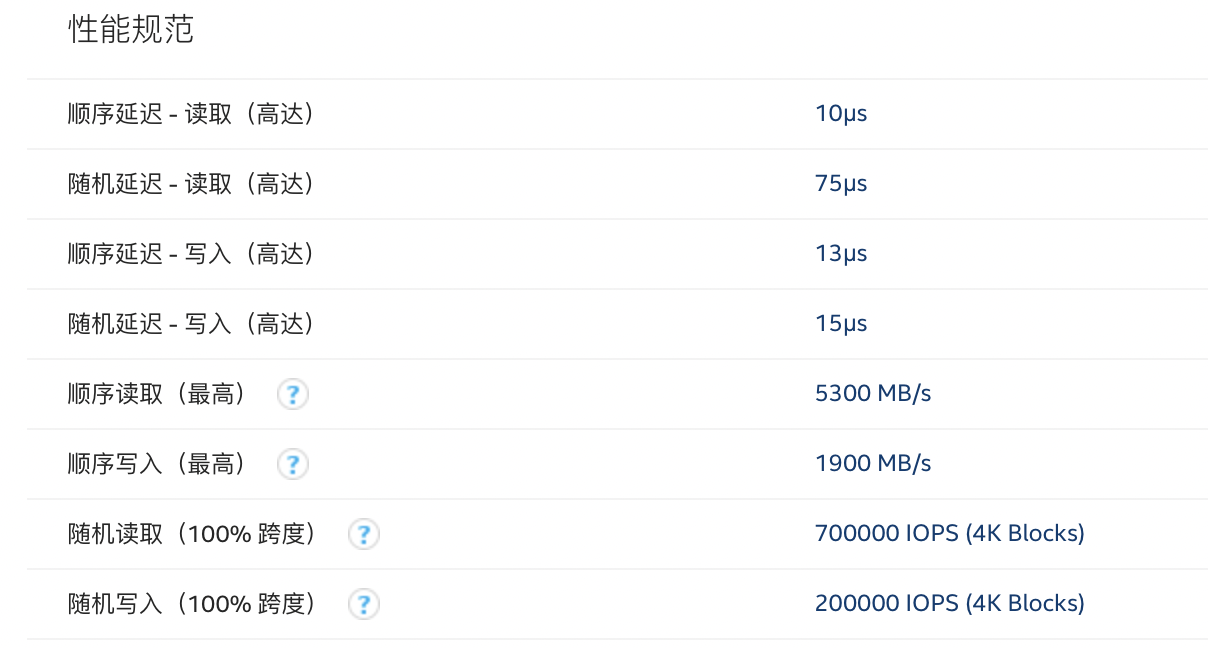 性能规范
顺序延迟 - 读取（高达） 10µs
随机延迟 - 读取（高达） 75µs
顺序延迟 - 写入（高达） 13µs
随机延迟 - 写入（高达） 15µs
顺序读取（最高） ? 5300 MB/s
顺序写入（最高） ? 1900 MB/s
随机读取（100% 跨度） ? 700000 IOPS (4K Blocks)
随机写入（100% 跨度） ? 200000 IOPS (4K Blocks)